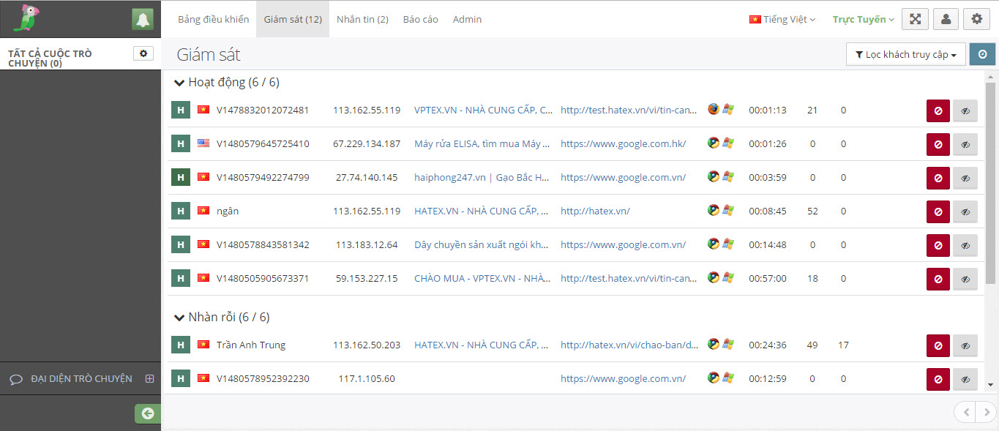 Bảng điều khiển Giám sát (12) Nhắn tin (2) Báo cáo Admin Tiếng Việt Trực Tuyến
TẤT CẢ CUỘC TRÒ
CHUYỆN (0)
Giám sát Lọc khách truy cập
Hoạt động (6 / 6)
H V1478832012072481 113.162.55.119 VPTEX.VN - NHÀ CUNG CẤP, C... http://test.hatex.vn/vi/tin-can... 00:01:13 21 0
H V1480579645725410 67.229.134.187 Máy rửa ELISA, tìm mua Máy ... https://www.google.com.hk/ 00:01:26 0 0
H V1480579492274799 27.74.140.145 haiphong247.vn | Gạo Bắc H... https://www.google.com.vn/ 00:03:59 0 0
H ngân 113.162.55.119 HATEX.VN - NHÀ CUNG CẤP, ... http://hatex.vn/ 00:08:45 52 0
H V1480578843581342 113.183.12.64 Dây chuyền sản xuất ngói kh... https://www.google.com.vn/ 00:14:48 0 0
H V1480505905673371 59.153.227.15 CHÀO MUA - VPTEX.VN - NHÀ... http://test.hatex.vn/vi/tin-can... 00:57:00 18 0
Nhàn rỗi (6 / 6)
H Trần Anh Trung 113.162.50.203 HATEX.VN - NHÀ CUNG CẤP, ... http://hatex.vn/vi/chao-ban/d... 00:24:36 49 17
H V1480578952392230 117.1.105.60 https://www.google.com.vn/ 00:12:59 0 0
ĐẠI DIỆN TRÒ CHUYỆN